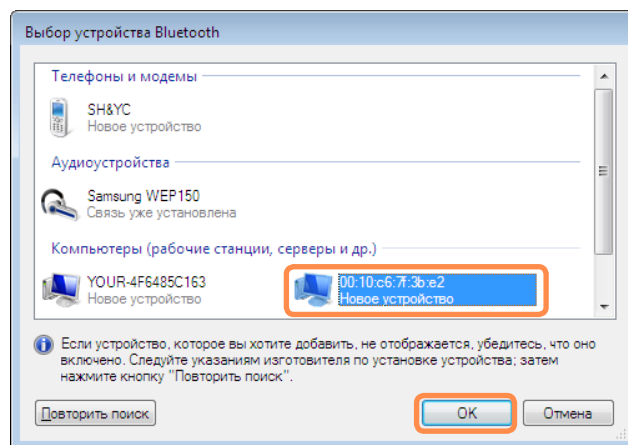 Выбор устройства Bluetooth
Телефоны и модемы
SH&YC
Новое устройство
Аудиоустройства
Samsung WEP150
Связь уже установлена
Компьютеры (рабочие станции, серверы и др.)
YOUR-4F6485C163
Новое устройство
00:10:c6:7f:3b:e2
Новое устройство
Если устройство, которое вы хотите добавить, не отображается, убедитесь, что оно
включено. Следуйте указаниям изготовителя по установке устройства; затем
нажмите кнопку "Повторить поиск".
Повторить поиск
OK
Отмена